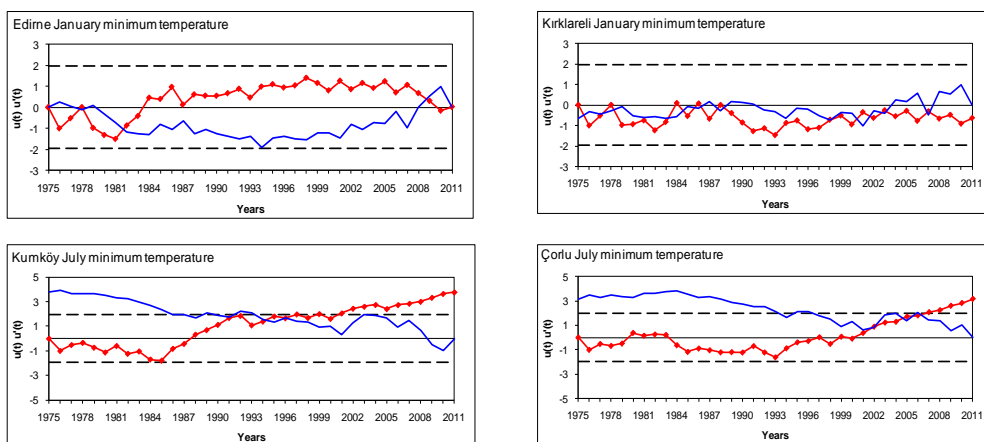 Edirne January minimum temperature
3
2
1
0
-1
-2
-3
u(t) u'(t)
1975 1978 1981 1984 1987 1990 1993 1996 1999 2002 2005 2008 2011
Years
Kırklareli January minimum temperature
3
2
1
0
-1
-2
-3
u(t) u'(t)
1975 1978 1981 1984 1987 1990 1993 1996 1999 2002 2005 2008 2011
Years
Kumköy July minimum temperature
5
3
1
-1
-3
-5
u(t) u'(t)
1975 1978 1981 1984 1987 1990 1993 1996 1999 2002 2005 2008 2011
Years
Çorlu July minimum temperature
5
3
1
-1
-3
-5
u(t) u'(t)
1975 1978 1981 1984 1987 1990 1993 1996 1999 2002 2005 2008 2011
Years